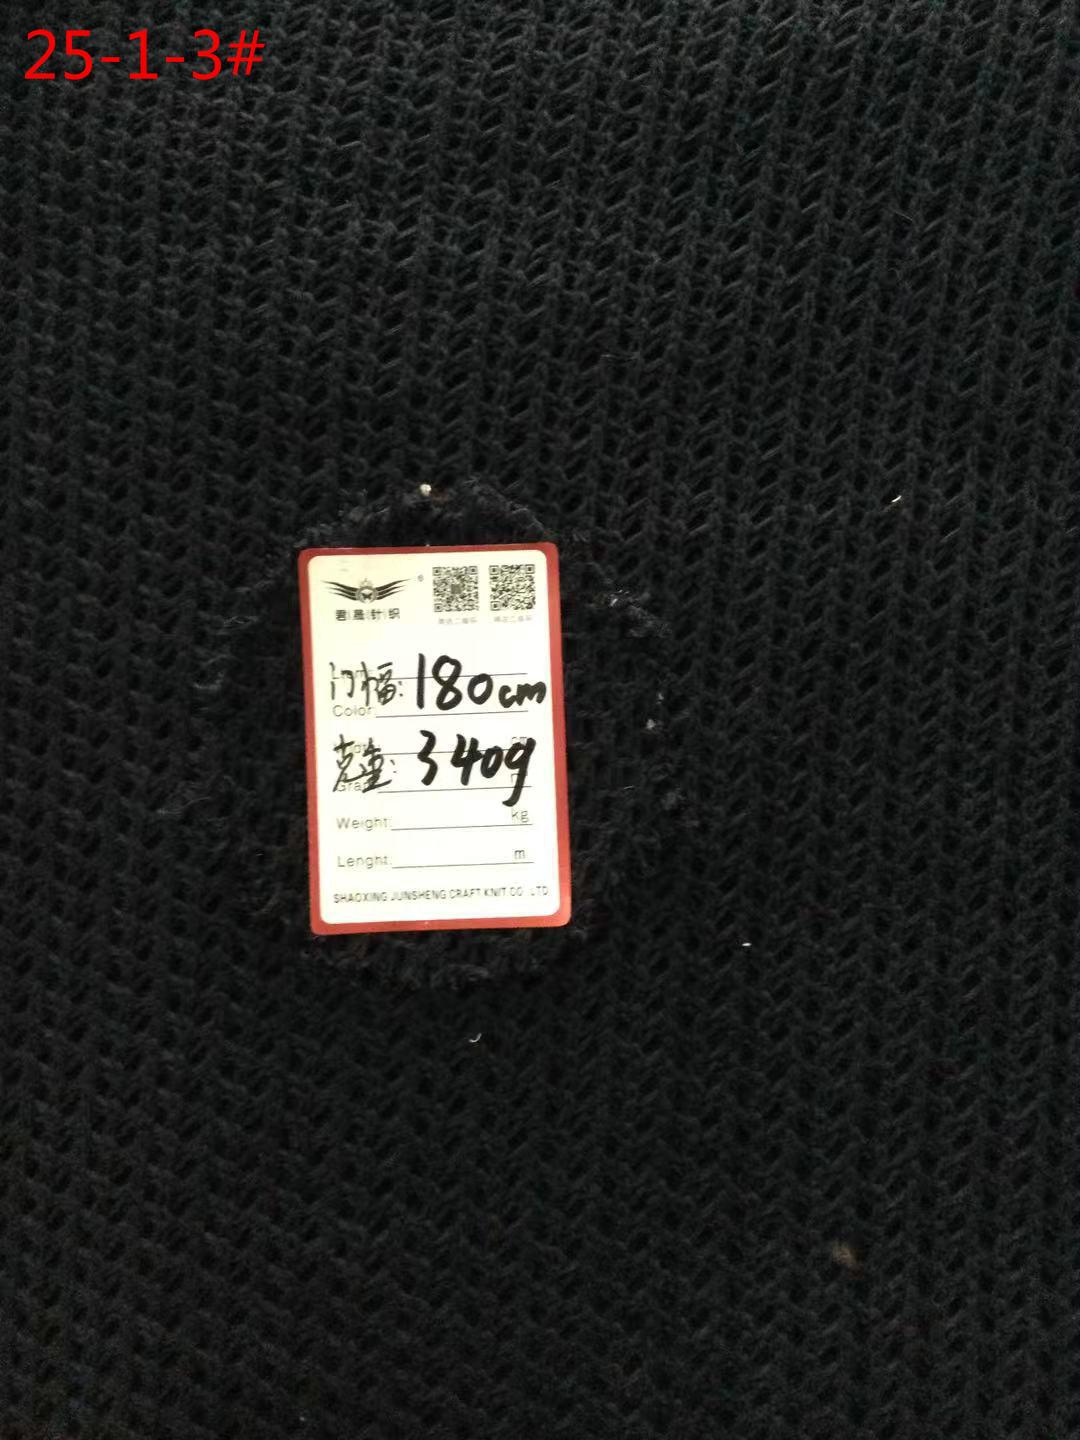 25-1-3#
君晟针织 ®
门幅: 180cm
Color:
克重: 340g
Gra
Weight: kg
Lenght: m
SHAOXING JUNSHENG CRAFT KNIT CO .,LTD